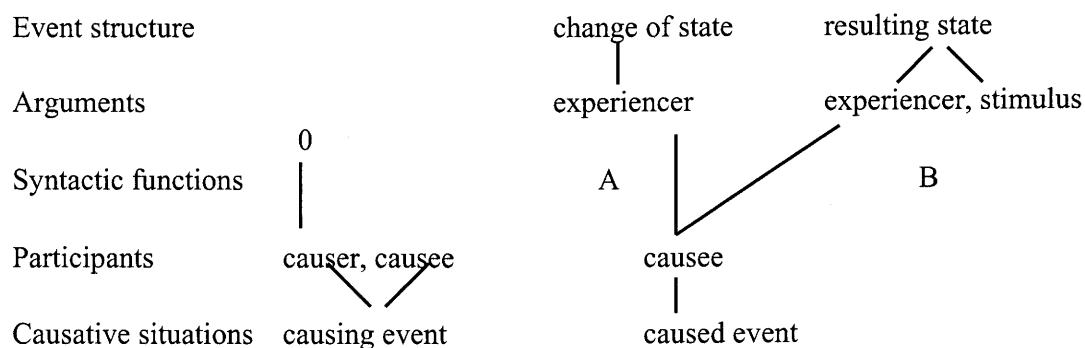 Event structure change of state resulting state
Arguments experiencer experiencer, stimulus
0
Syntactic functions A B
Participants causer, causee causee
Causative situations causing event caused event